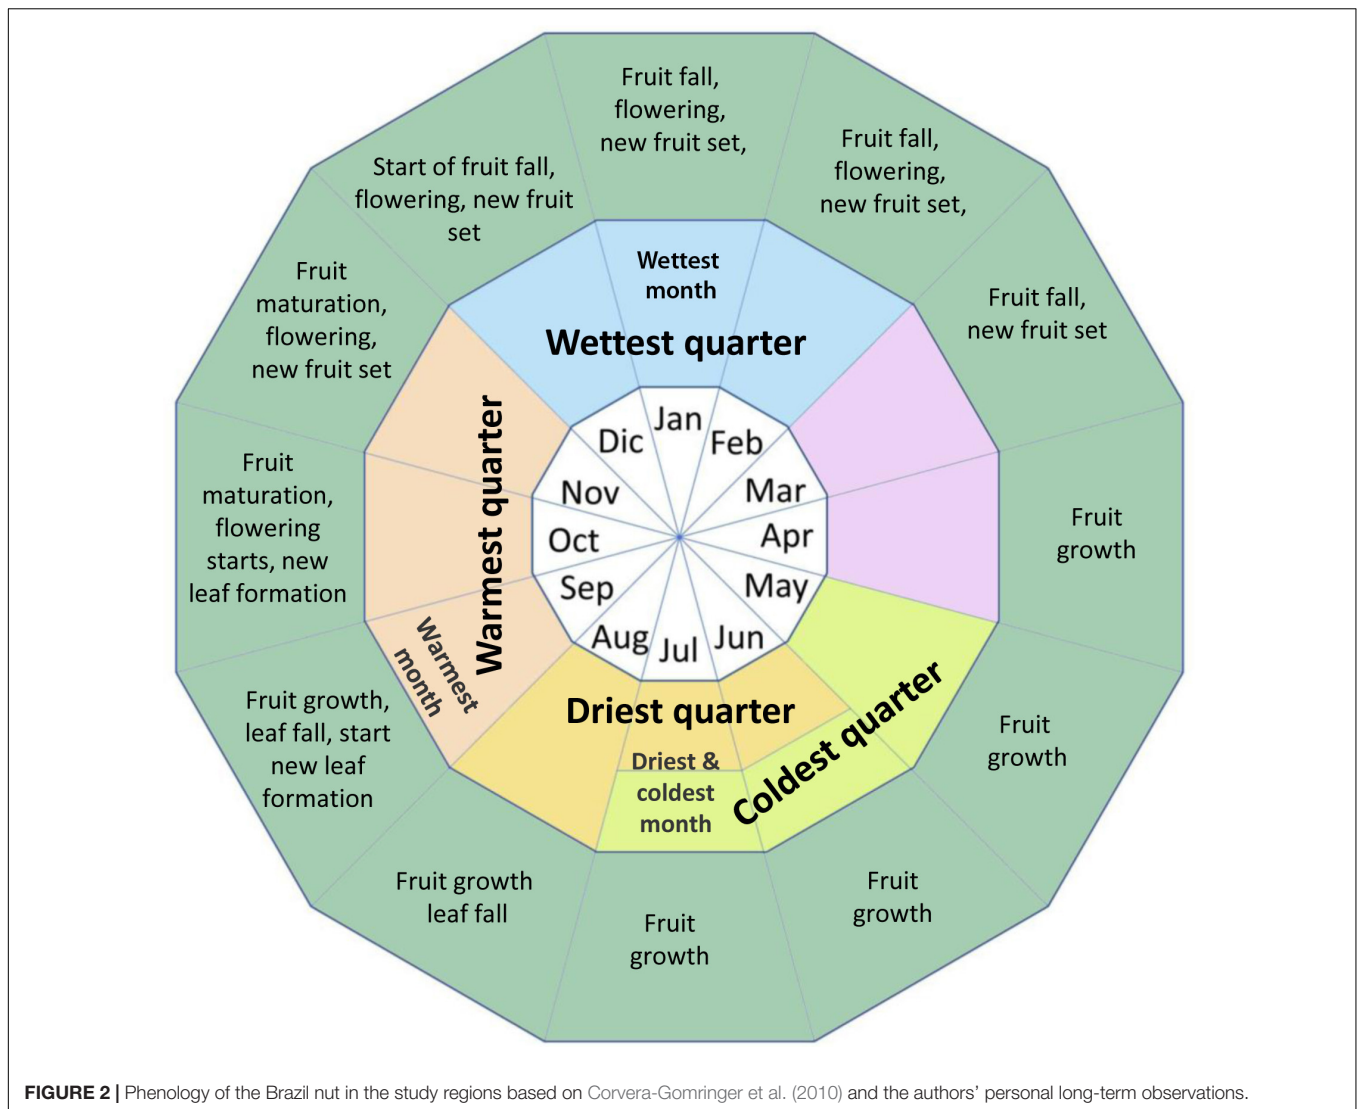 Fruit fall,
flowering,
new fruit set,
Fruit fall,
flowering,
new fruit set,
Fruit fall,
new fruit set
Fruit
growth
Fruit
growth
Fruit
growth
Fruit
growth
Fruit growth
leaf fall
Fruit growth,
leaf fall, start
new leaf
formation
Fruit
maturation,
flowering
starts, new
leaf formation
Fruit
maturation,
flowering,
new fruit set
Start of fruit fall,
flowering, new fruit
set
Wettest
month
Wettest quarter
Warmest quarter
Warmest
month
Driest quarter
Driest &
coldest
month
Coldest quarter
Jan
Feb
Mar
Apr
May
Jun
Jul
Aug
Sep
Oct
Nov
Dic
FIGURE 2 | Phenology of the Brazil nut in the study regions based on Corvera-Gomringer et al. (2010) and the authors' personal long-term observations.